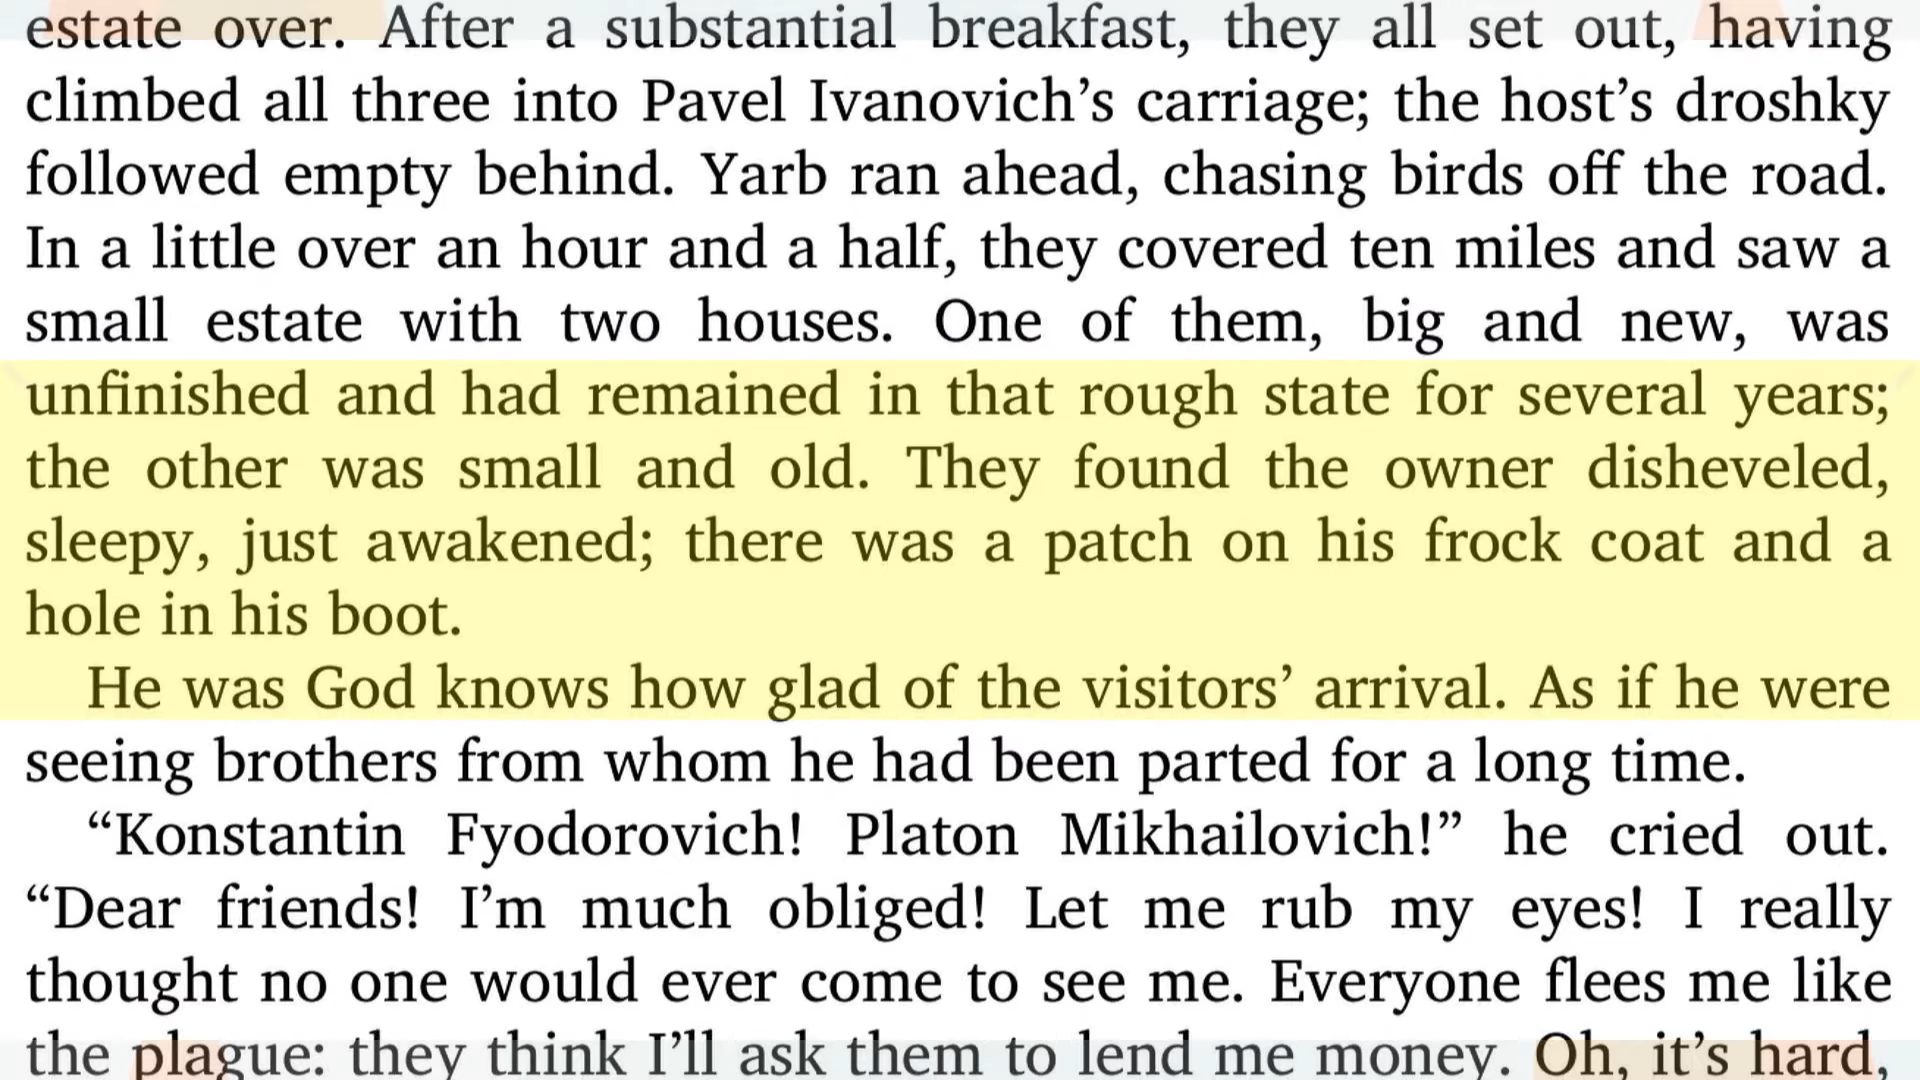 estate over. After a substantial breakfast, they all set out, having
climbed all three into Pavel Ivanovich’s carriage; the host’s droshky
followed empty behind. Yarb ran ahead, chasing birds off the road.
In a little over an hour and a half, they covered ten miles and saw a
small estate with two houses. One of them, big and new, was
unfinished and had remained in that rough state for several years;
the other was small and old. They found the owner disheveled,
sleepy, just awakened; there was a patch on his frock coat and a
hole in his boot.
He was God knows how glad of the visitors’ arrival. As if he were
seeing brothers from whom he had been parted for a long time.
“Konstantin Fyodorovich! Platon Mikhailovich!” he cried out.
“Dear friends! I’m much obliged! Let me rub my eyes! I really
thought no one would ever come to see me. Everyone flees me like
the plague: they think I’ll ask them to lend me money. Oh, it’s hard,